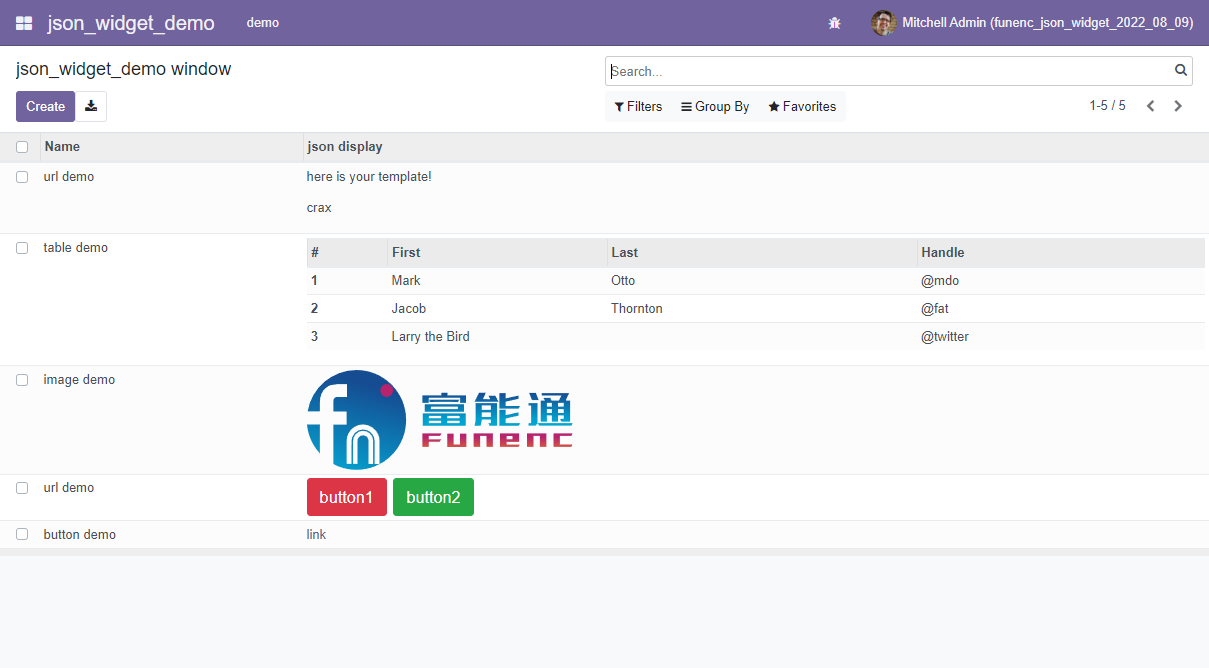 json_widget_demo demo Mitchell Admin (funenc_json_widget_2022_08_09)
json_widget_demo window
Search...
Create
Filters Group By Favorites 1-5 / 5
Name json display
url demo here is your template!
crax
table demo # First Last Handle
1 Mark Otto @mdo
2 Jacob Thornton @fat
3 Larry the Bird @twitter
image demo
fn
富能通
Funenc
url demo button1 button2
button demo link